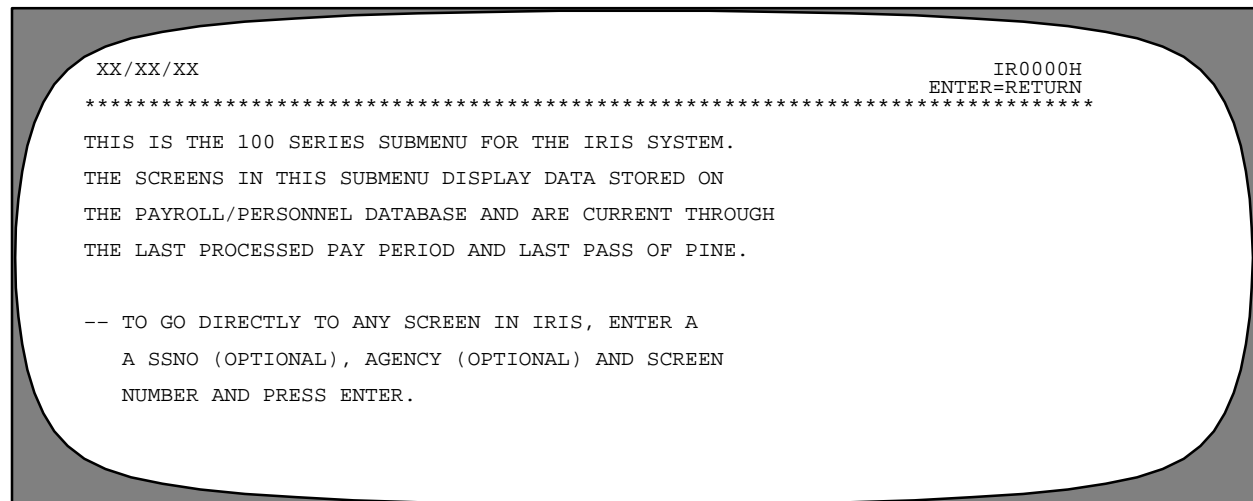 XX/XX/XX IR0000H
ENTER=RETURN
*******************************************************************************
THIS IS THE 100 SERIES SUBMENU FOR THE IRIS SYSTEM.
THE SCREENS IN THIS SUBMENU DISPLAY DATA STORED ON
THE PAYROLL/PERSONNEL DATABASE AND ARE CURRENT THROUGH
THE LAST PROCESSED PAY PERIOD AND LAST PASS OF PINE.
-- TO GO DIRECTLY TO ANY SCREEN IN IRIS, ENTER A
A SSNO (OPTIONAL), AGENCY (OPTIONAL) AND SCREEN
NUMBER AND PRESS ENTER.